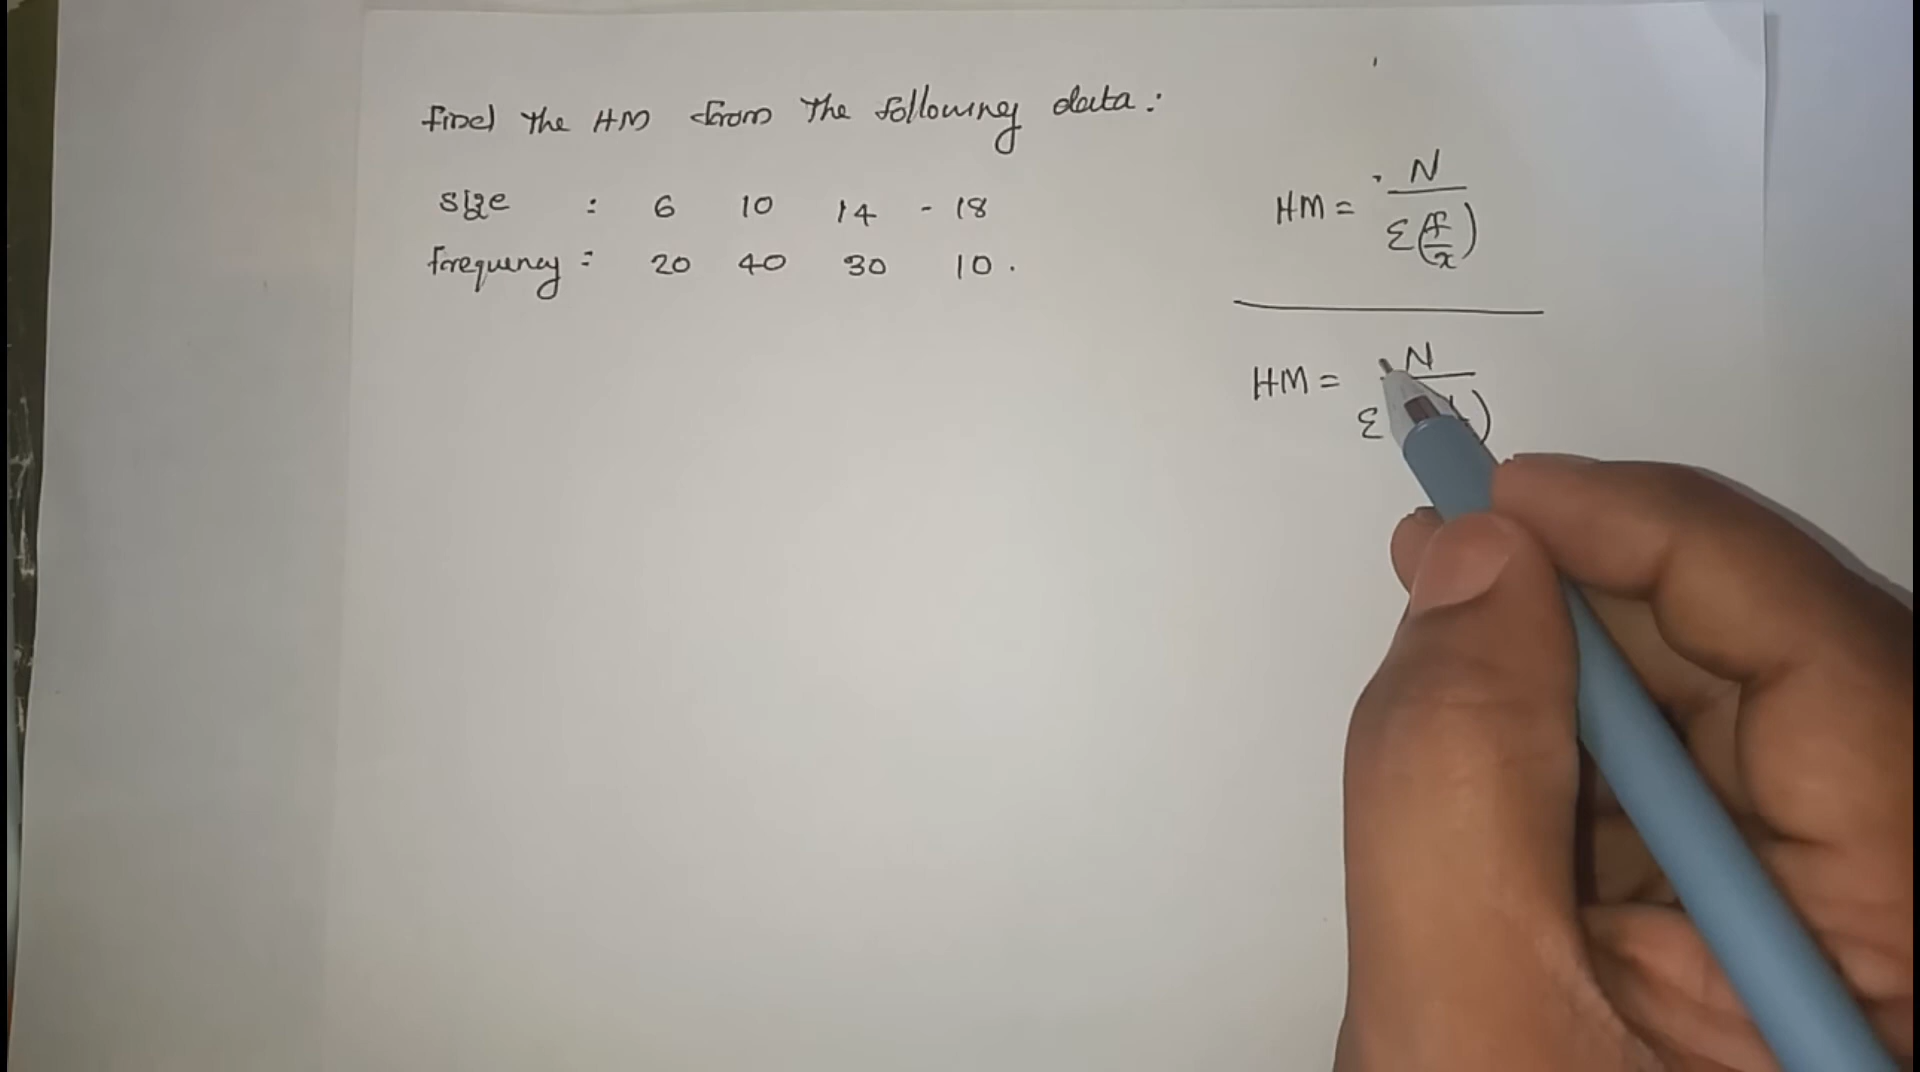 Find the HM from the following data:
size : 6 10 14 - 18
frequency : 20 40 30 10.
HM = N / Σ(f/x)
HM = N / Σ )